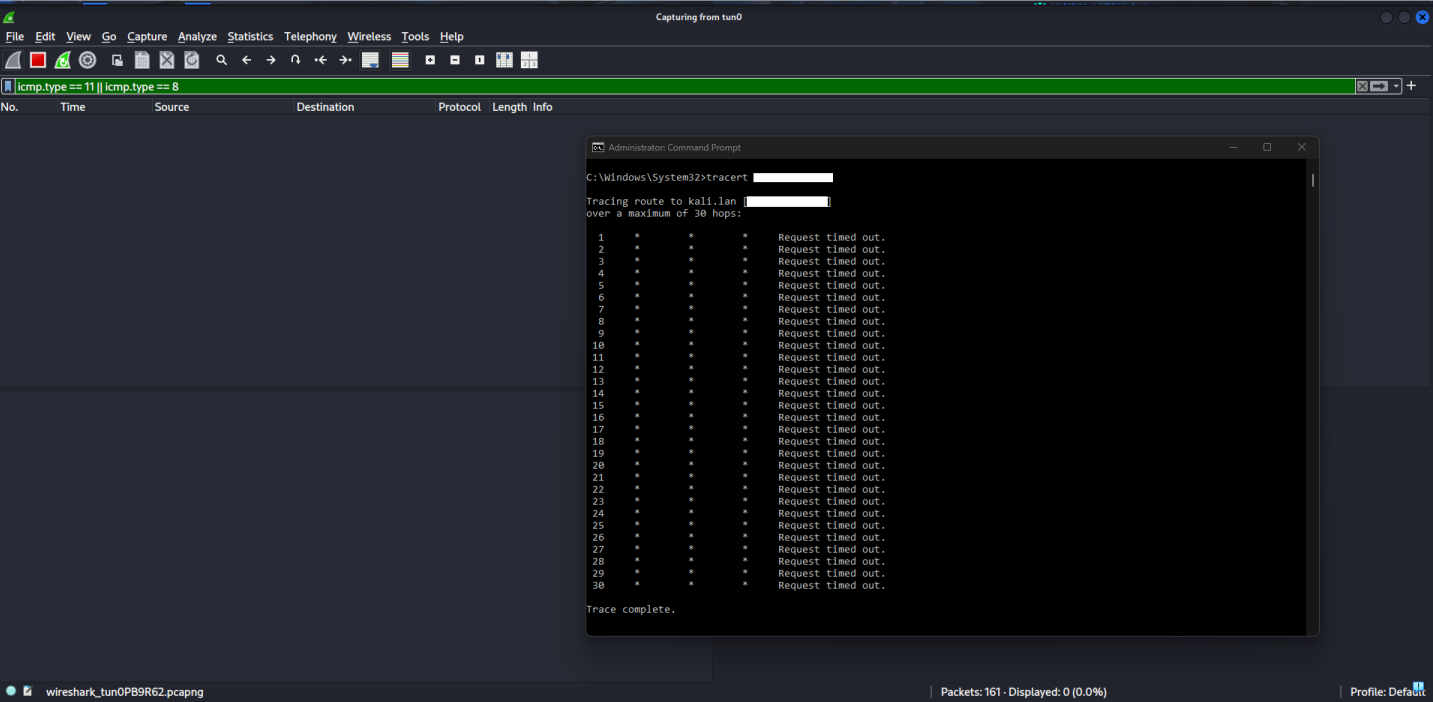 Capturing from tun0
File Edit View Go Capture Analyze Statistics Telephony Wireless Tools Help
icmp.type == 11 || icmp.type == 8
No. Time Source Destination Protocol Length Info
Administrator: Command Prompt
C:\Windows\System32>tracert
Tracing route to kali.lan [ ]
over a maximum of 30 hops:
1 * * * Request timed out.
2 * * * Request timed out.
3 * * * Request timed out.
4 * * * Request timed out.
5 * * * Request timed out.
6 * * * Request timed out.
7 * * * Request timed out.
8 * * * Request timed out.
9 * * * Request timed out.
10 * * * Request timed out.
11 * * * Request timed out.
12 * * * Request timed out.
13 * * * Request timed out.
14 * * * Request timed out.
15 * * * Request timed out.
16 * * * Request timed out.
17 * * * Request timed out.
18 * * * Request timed out.
19 * * * Request timed out.
20 * * * Request timed out.
21 * * * Request timed out.
22 * * * Request timed out.
23 * * * Request timed out.
24 * * * Request timed out.
25 * * * Request timed out.
26 * * * Request timed out.
27 * * * Request timed out.
28 * * * Request timed out.
29 * * * Request timed out.
30 * * * Request timed out.
Trace complete.
wireshark_tun0PB9R62.pcapng Packets: 161 · Displayed: 0 (0.0%) Profile: Default